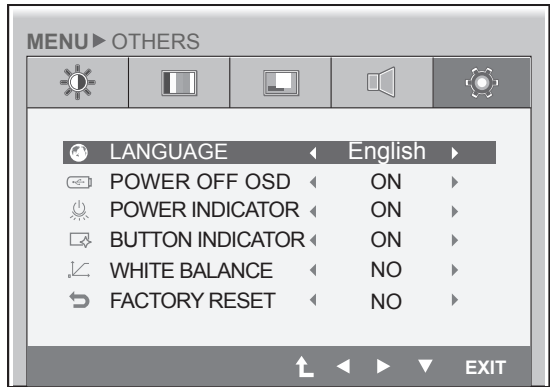 MENU▶ OTHERS
LANGUAGE English
POWER OFF OSD ON
POWER INDICATOR ON
BUTTON INDICATOR ON
WHITE BALANCE NO
FACTORY RESET NO
EXIT